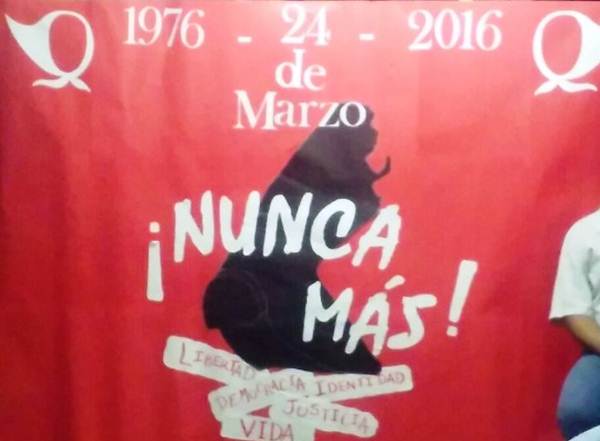 1976 - 24 - 2016
de
Marzo
¡NUNCA
MÁS!
LIBERTAD
DEMOCRACIA IDENTIDAD
JUSTICIA
VIDA